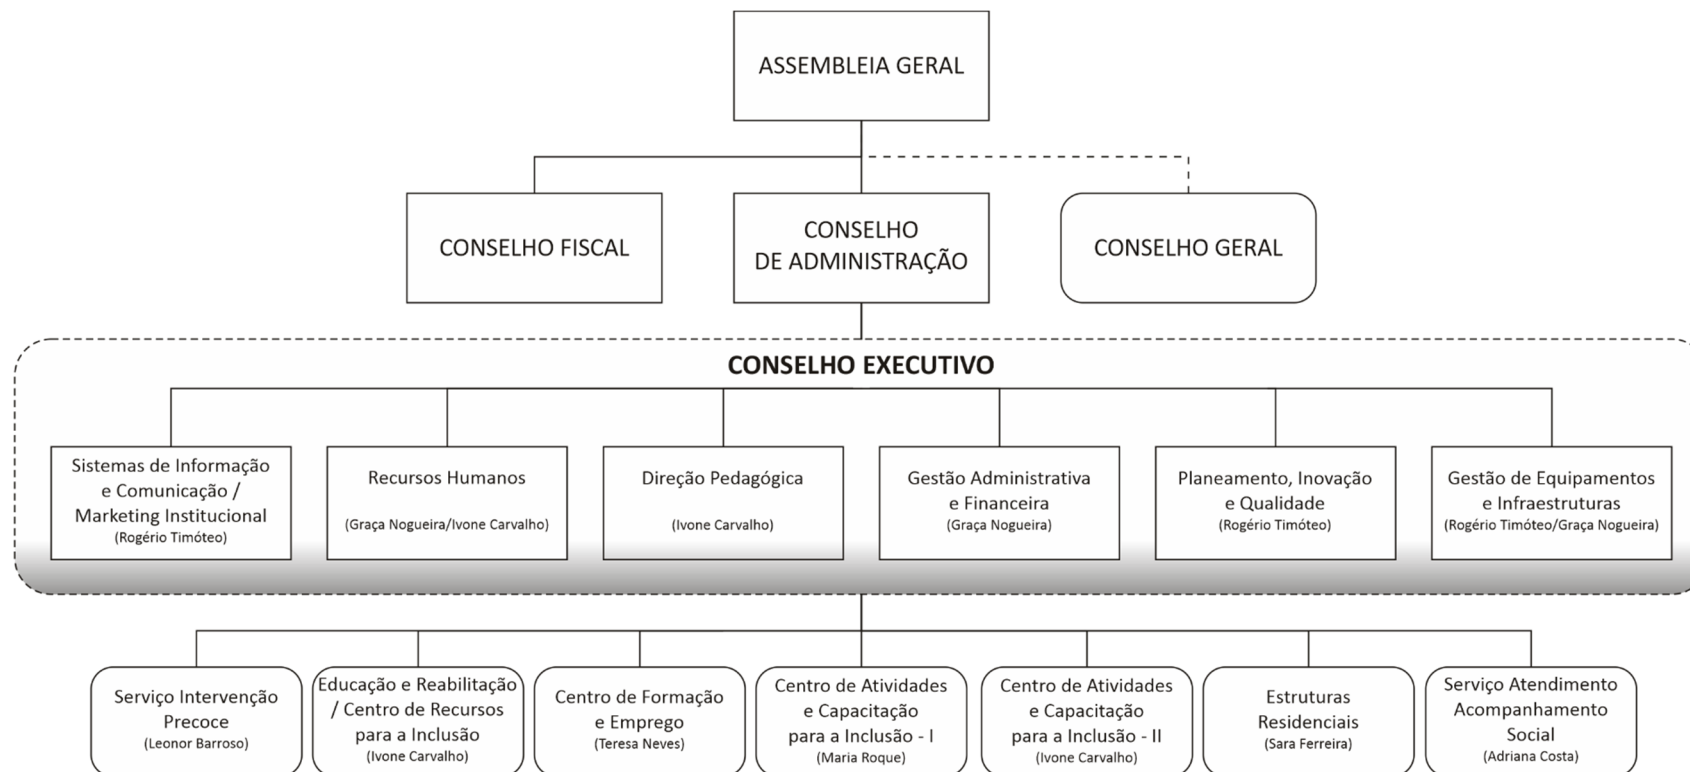 ASSEMBLEIA GERAL
CONSELHO FISCAL
CONSELHO
DE ADMINISTRAÇÃO
CONSELHO GERAL
CONSELHO EXECUTIVO
Sistemas de Informação
e Comunicação /
Marketing Institucional
(Rogério Timóteo)
Recursos Humanos
(Graça Nogueira/Ivone Carvalho)
Direção Pedagógica
(Ivone Carvalho)
Gestão Administrativa
e Financeira
(Graça Nogueira)
Planeamento, Inovação
e Qualidade
(Rogério Timóteo)
Gestão de Equipamentos
e Infraestruturas
(Rogério Timóteo/Graça Nogueira)
Serviço Intervenção
Precoce
(Leonor Barroso)
Educação e Reabilitação
/ Centro de Recursos
para a Inclusão
(Ivone Carvalho)
Centro de Formação
e Emprego
(Teresa Neves)
Centro de Atividades
e Capacitação
para a Inclusão - I
(Maria Roque)
Centro de Atividades
e Capacitação
para a Inclusão - II
(Ivone Carvalho)
Estruturas
Residenciais
(Sara Ferreira)
Serviço Atendimento
Acompanhamento
Social
(Adriana Costa)